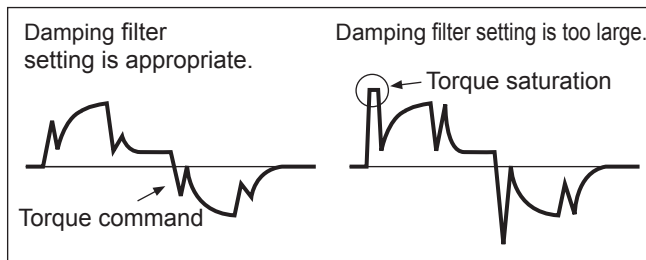 Damping filter
setting is appropriate.
Damping filter setting is too large.
Torque saturation
Torque command